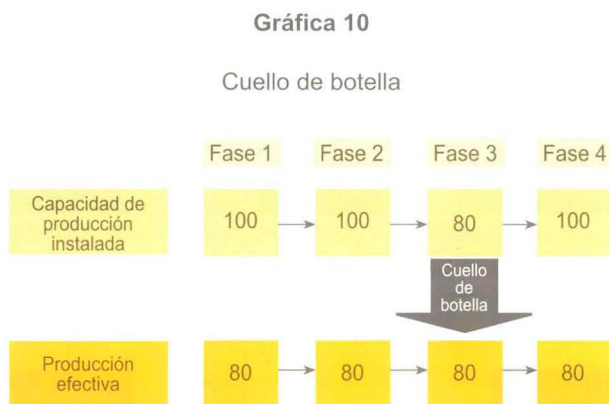 Gráfica 10
Cuello de botella
Fase 1 Fase 2 Fase 3 Fase 4
Capacidad de
producción
instalada
100 100 80 100
Cuello
de
botella
Producción
efectiva
80 80 80 80